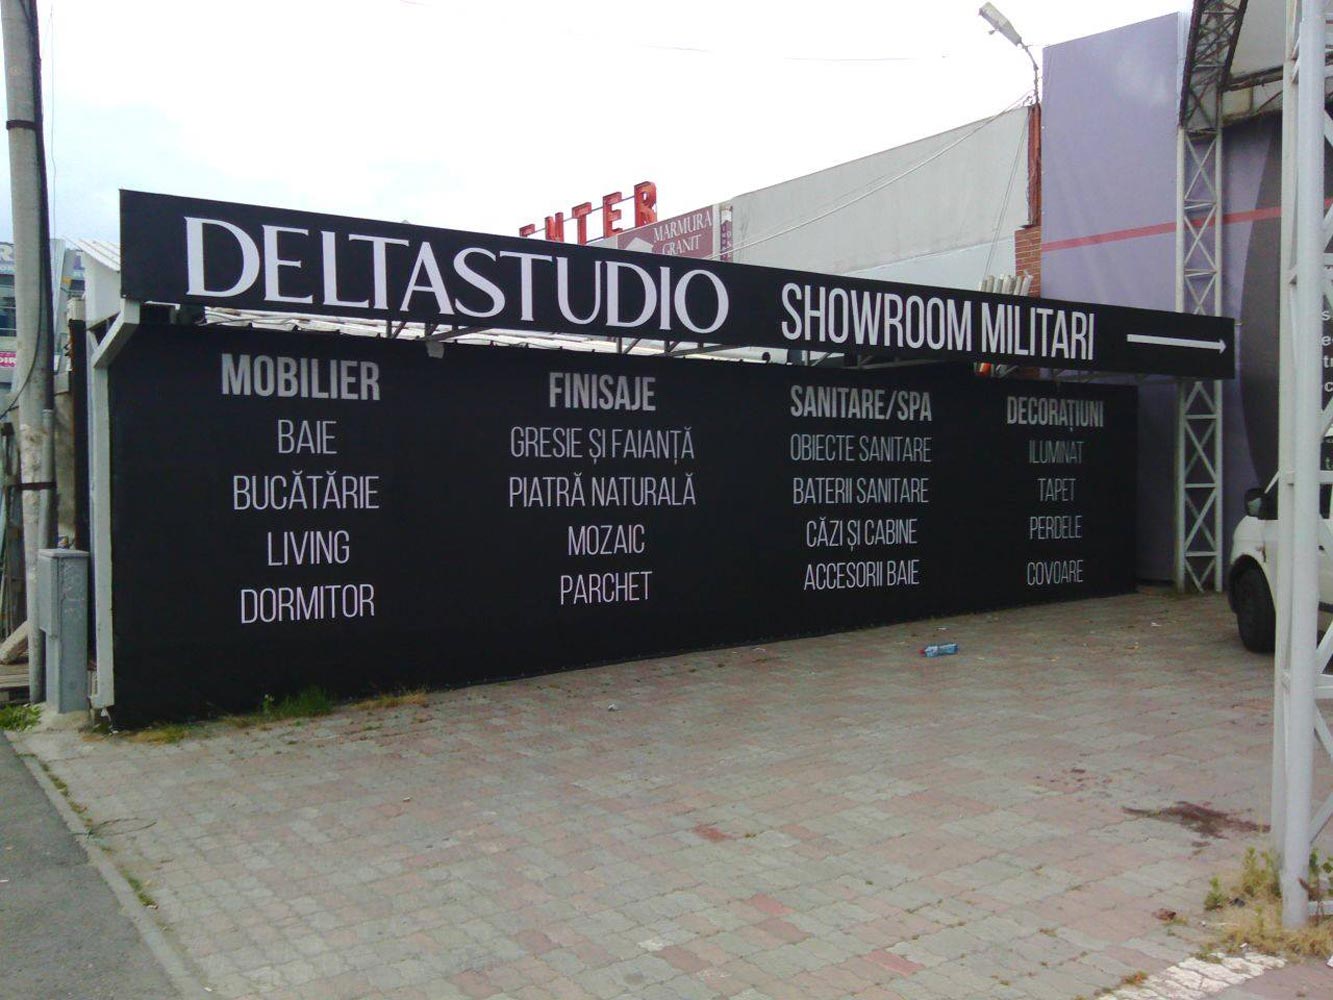 ENTER
MARMURA
GRANIT
DELTASTUDIO SHOWROOM MILITARI
MOBILIER
BAIE
BUCĂTĂRIE
LIVING
DORMITOR
FINISAJE
GRESIE ȘI FAIANȚĂ
PIATRĂ NATURALĂ
MOZAIC
PARCHET
SANITARE/SPA
OBIECTE SANITARE
BATERII SANITARE
CĂZI ȘI CABINE
ACCESORII BAIE
DECORAȚIUNI
ILUMINAT
TAPET
PERDELE
COVOARE